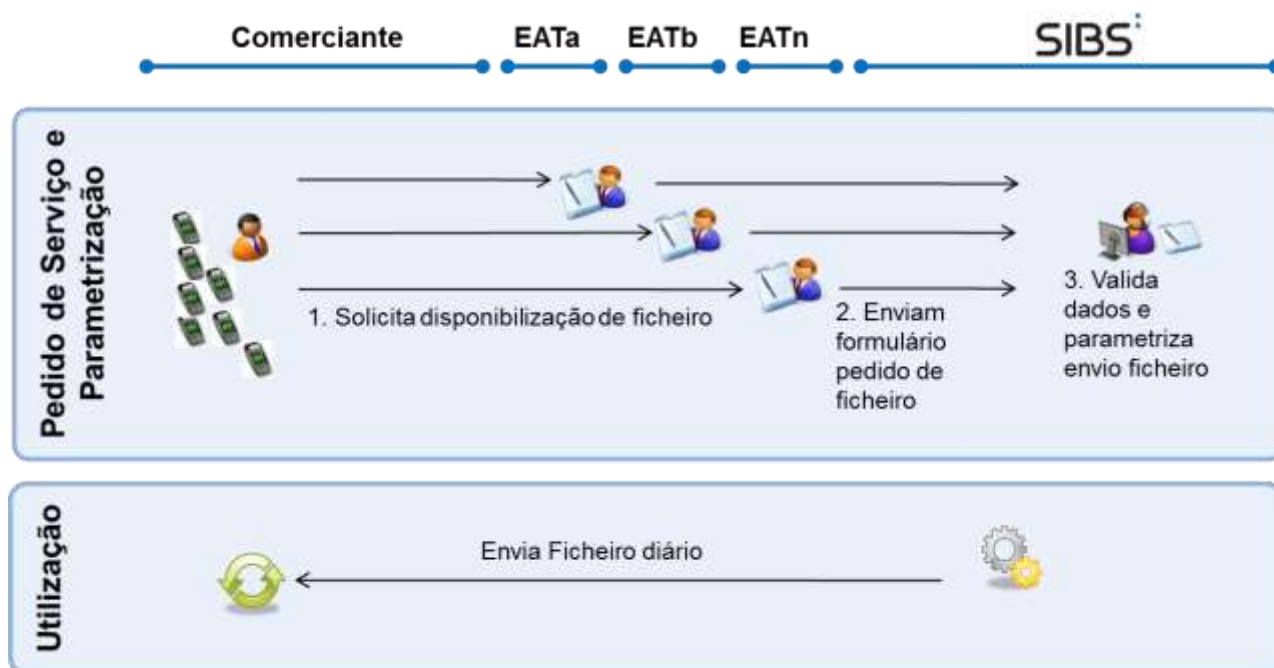 Comerciante
EATa
EATb
EATn
SIBS
Pedido de Serviço e
Parametrização
1. Solicita disponibilização de ficheiro
2. Enviam
formulário
pedido de
ficheiro
3. Valida
dados e
parametriza
envio ficheiro
Utilização
Envia Ficheiro diário